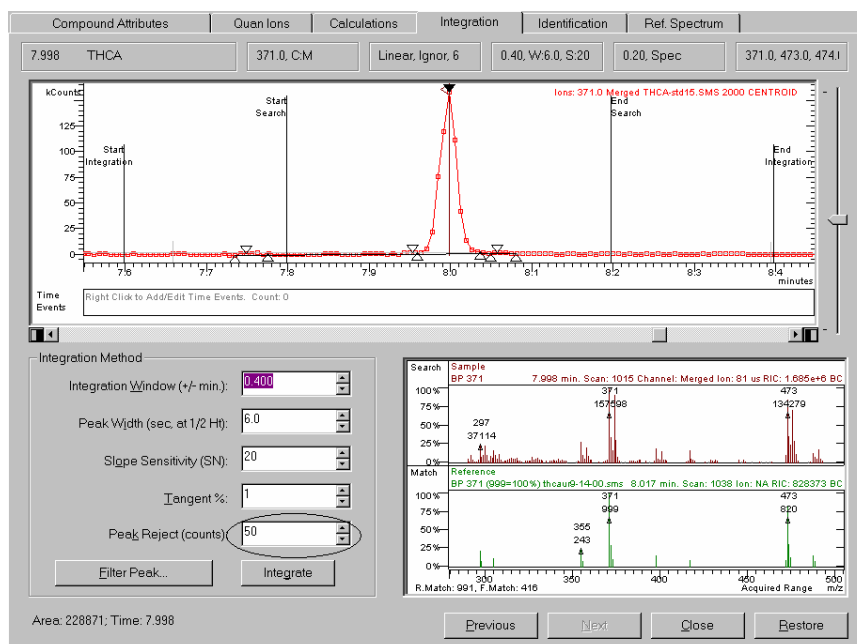 Compound Attributes Quan Ions Calculations Integration Identification Ref. Spectrum
7.998 THCA 371.0, C:M Linear, Ignor, 6 0.40, W:6.0, S:20 0.20, Spec 371.0, 473.0, 474.(
kCounts Ions: 371.0 Merged THCA-std15.SMS 2000 CENTROID
Start Search
End Search
Start Integration
End Integration
125
100
75
50
25
0
7.6 7.7 7.8 7.9 8.0 8.1 8.2 8.3 8.4
minutes
Time Events
Right Click to Add/Edit Time Events. Count: 0
Integration Method
Integration Window (+/- min.): 0.400
Peak Width (sec, at 1/2 Ht): 6.0
Slope Sensitivity (SN): 20
Tangent %: 1
Peak Reject (counts): 50
Filter Peak... Integrate
Area: 228871; Time: 7.998
Search Sample
BP 371 7.998 min. Scan: 1015 Channel: Merged Ion: 81 us RIC: 1.685e+6 BC
100%
75%
50%
25%
0%
297
37114
371
157598
473
134279
Match Reference
BP 371 (999=100%) thcaur9-14-00.sms 8.017 min. Scan: 1038 Ion: NA RIC: 828373 BC
100%
75%
50%
25%
0%
355
243
371
999
473
820
300 350 400 450 500
R.Match: 991, F.Match: 416 Acquired Range m/z
Previous Next Close Restore